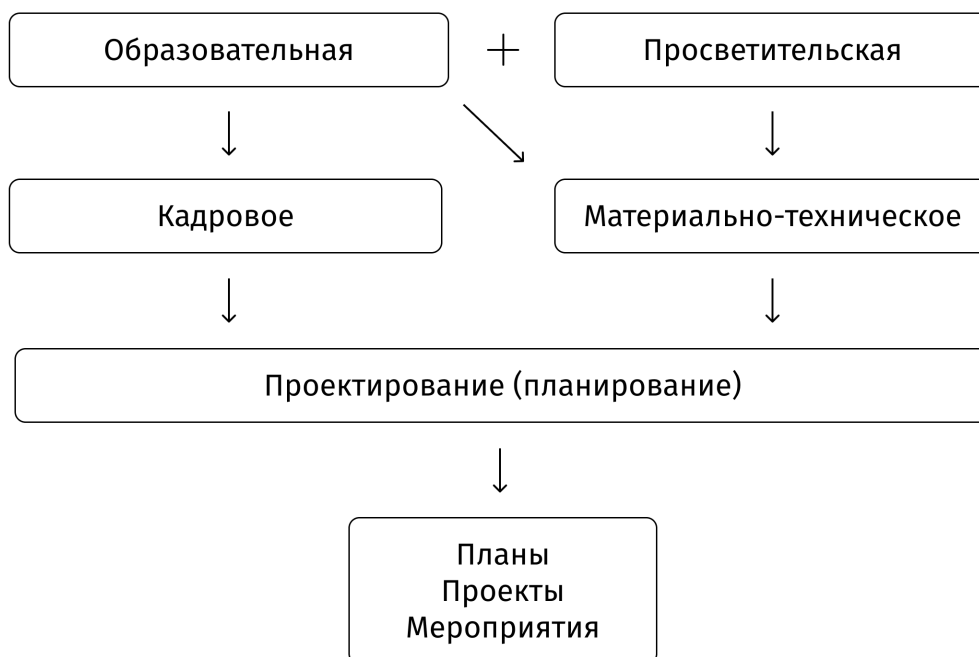 Образовательная + Просветительская
Кадровое
Материально-техническое
Проектирование (планирование)
Планы
Проекты
Мероприятия